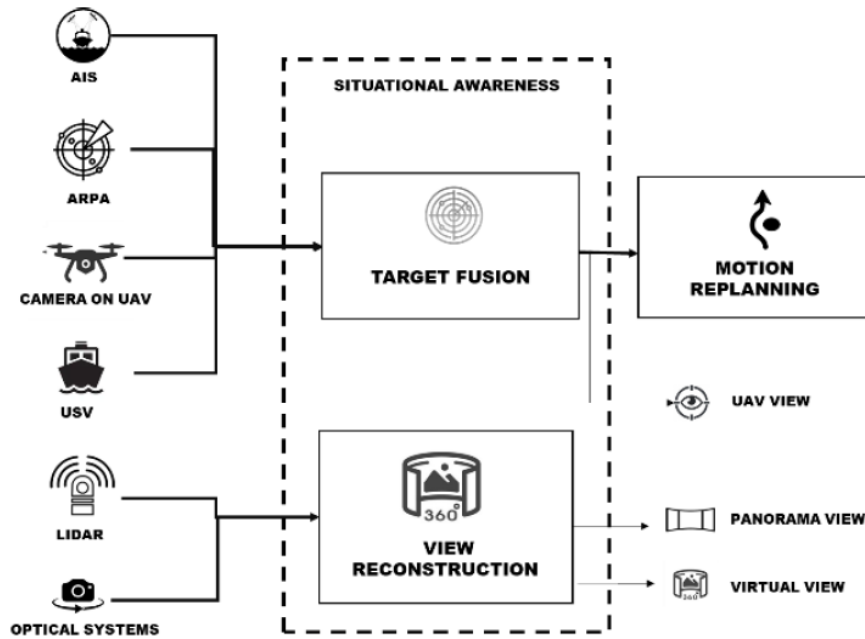 AIS
SITUATIONAL AWARENESS
ARPA
TARGET FUSION
MOTION
REPLANNING
CAMERA ON UAV
USV
UAV VIEW
LIDAR
360°
VIEW
RECONSTRUCTION
PANORAMA VIEW
360°
VIRTUAL VIEW
OPTICAL SYSTEMS